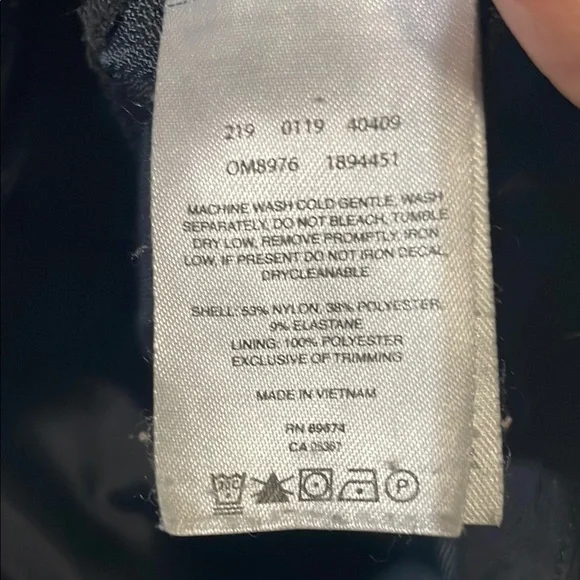 219 0119 40409
OM8976 1894451
MACHINE WASH COLD GENTLE, WASH
SEPARATELY, DO NOT BLEACH, TUMBLE
DRY LOW, REMOVE PROMPTLY, IRON
LOW, IF PRESENT DO NOT IRON DECAL,
DRYCLEANABLE
SHELL: 53% NYLON, 38% POLYESTER,
9% ELASTANE
LINING: 100% POLYESTER
EXCLUSIVE OF TRIMMING
MADE IN VIETNAM
RN 89674
CA
P